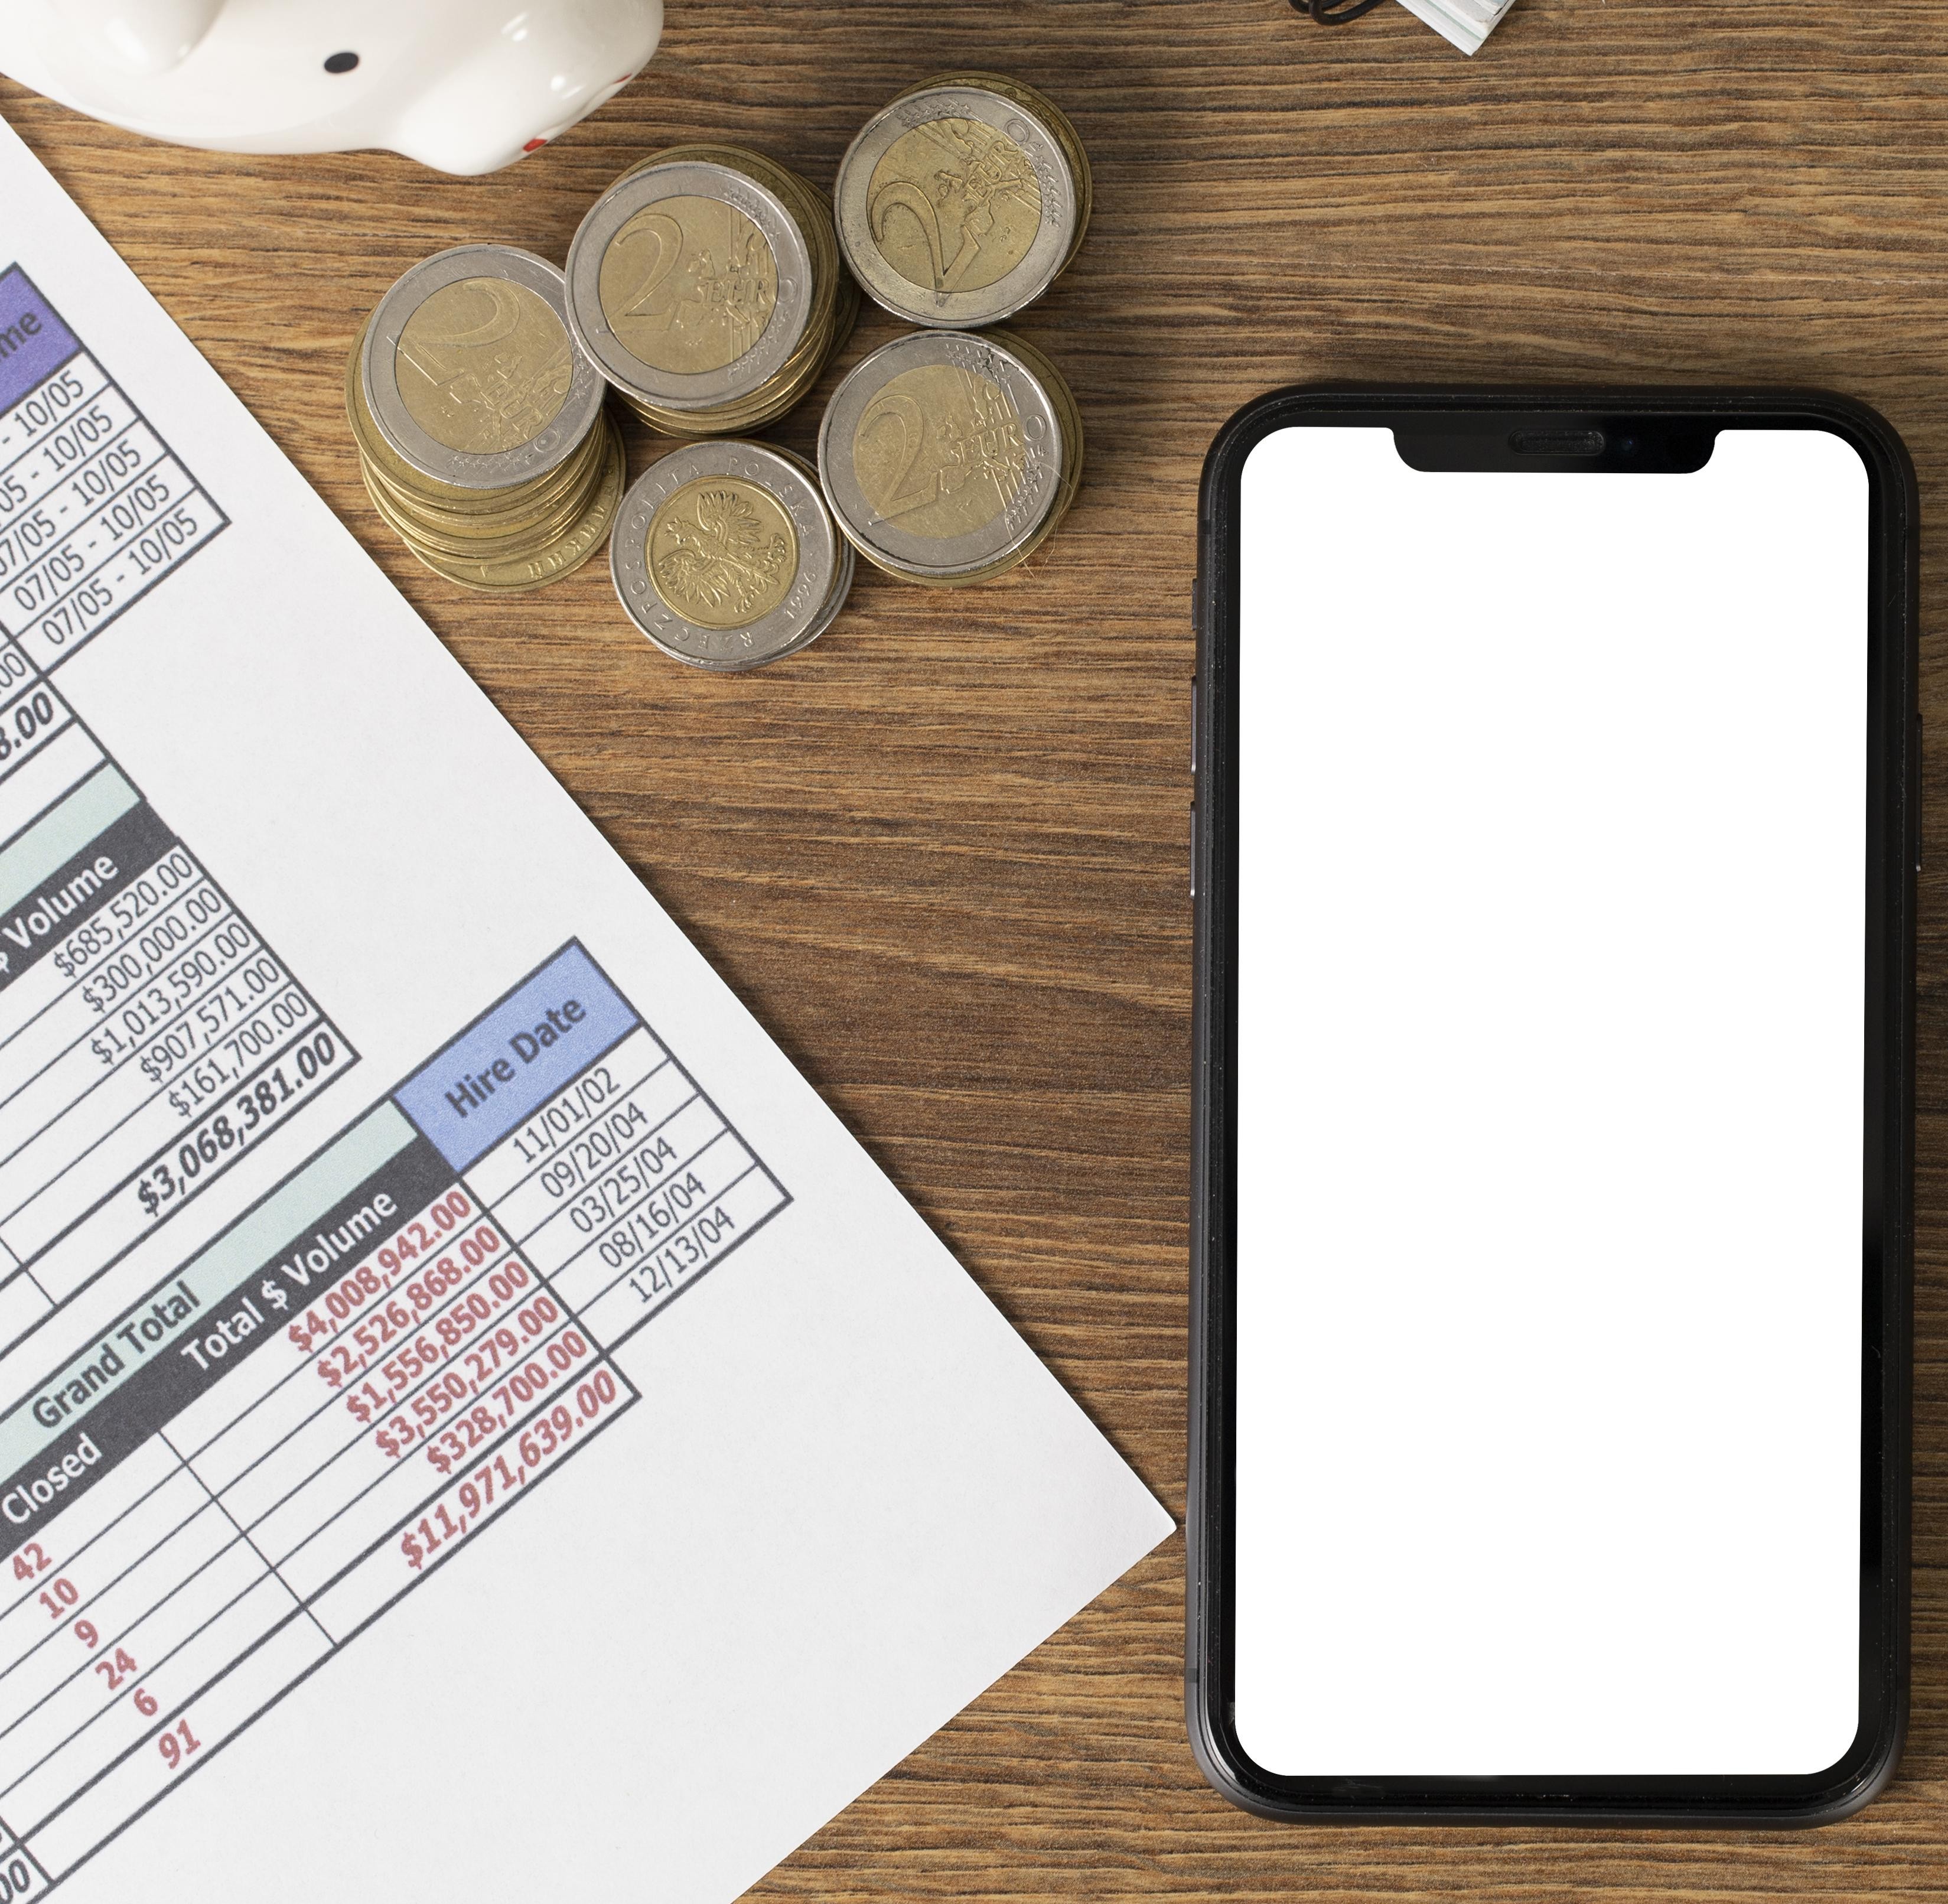 me
- 10/05
- 10/05
05 - 10/05
7/05 - 10/05
07/05 - 10/05
07/05 - 10/05
.00
8.00
$ Volume
$685,520.00
$300,000.00
$1,013,590.00
$907,571.00
$161,700.00
$3,068,381.00
Grand Total
Hire Date
Closed Total $ Volume
42 $4,008,942.00 11/01/02
10 $2,526,868.00 09/20/04
9 $1,556,850.00 03/25/04
24 $3,550,279.00 08/16/04
6 $328,700.00 12/13/04
91 $11,971,639.00
00
2 EURO
2 EURO
2 EURO
2 EURO
RZECZPOSPOLITA POLSKA